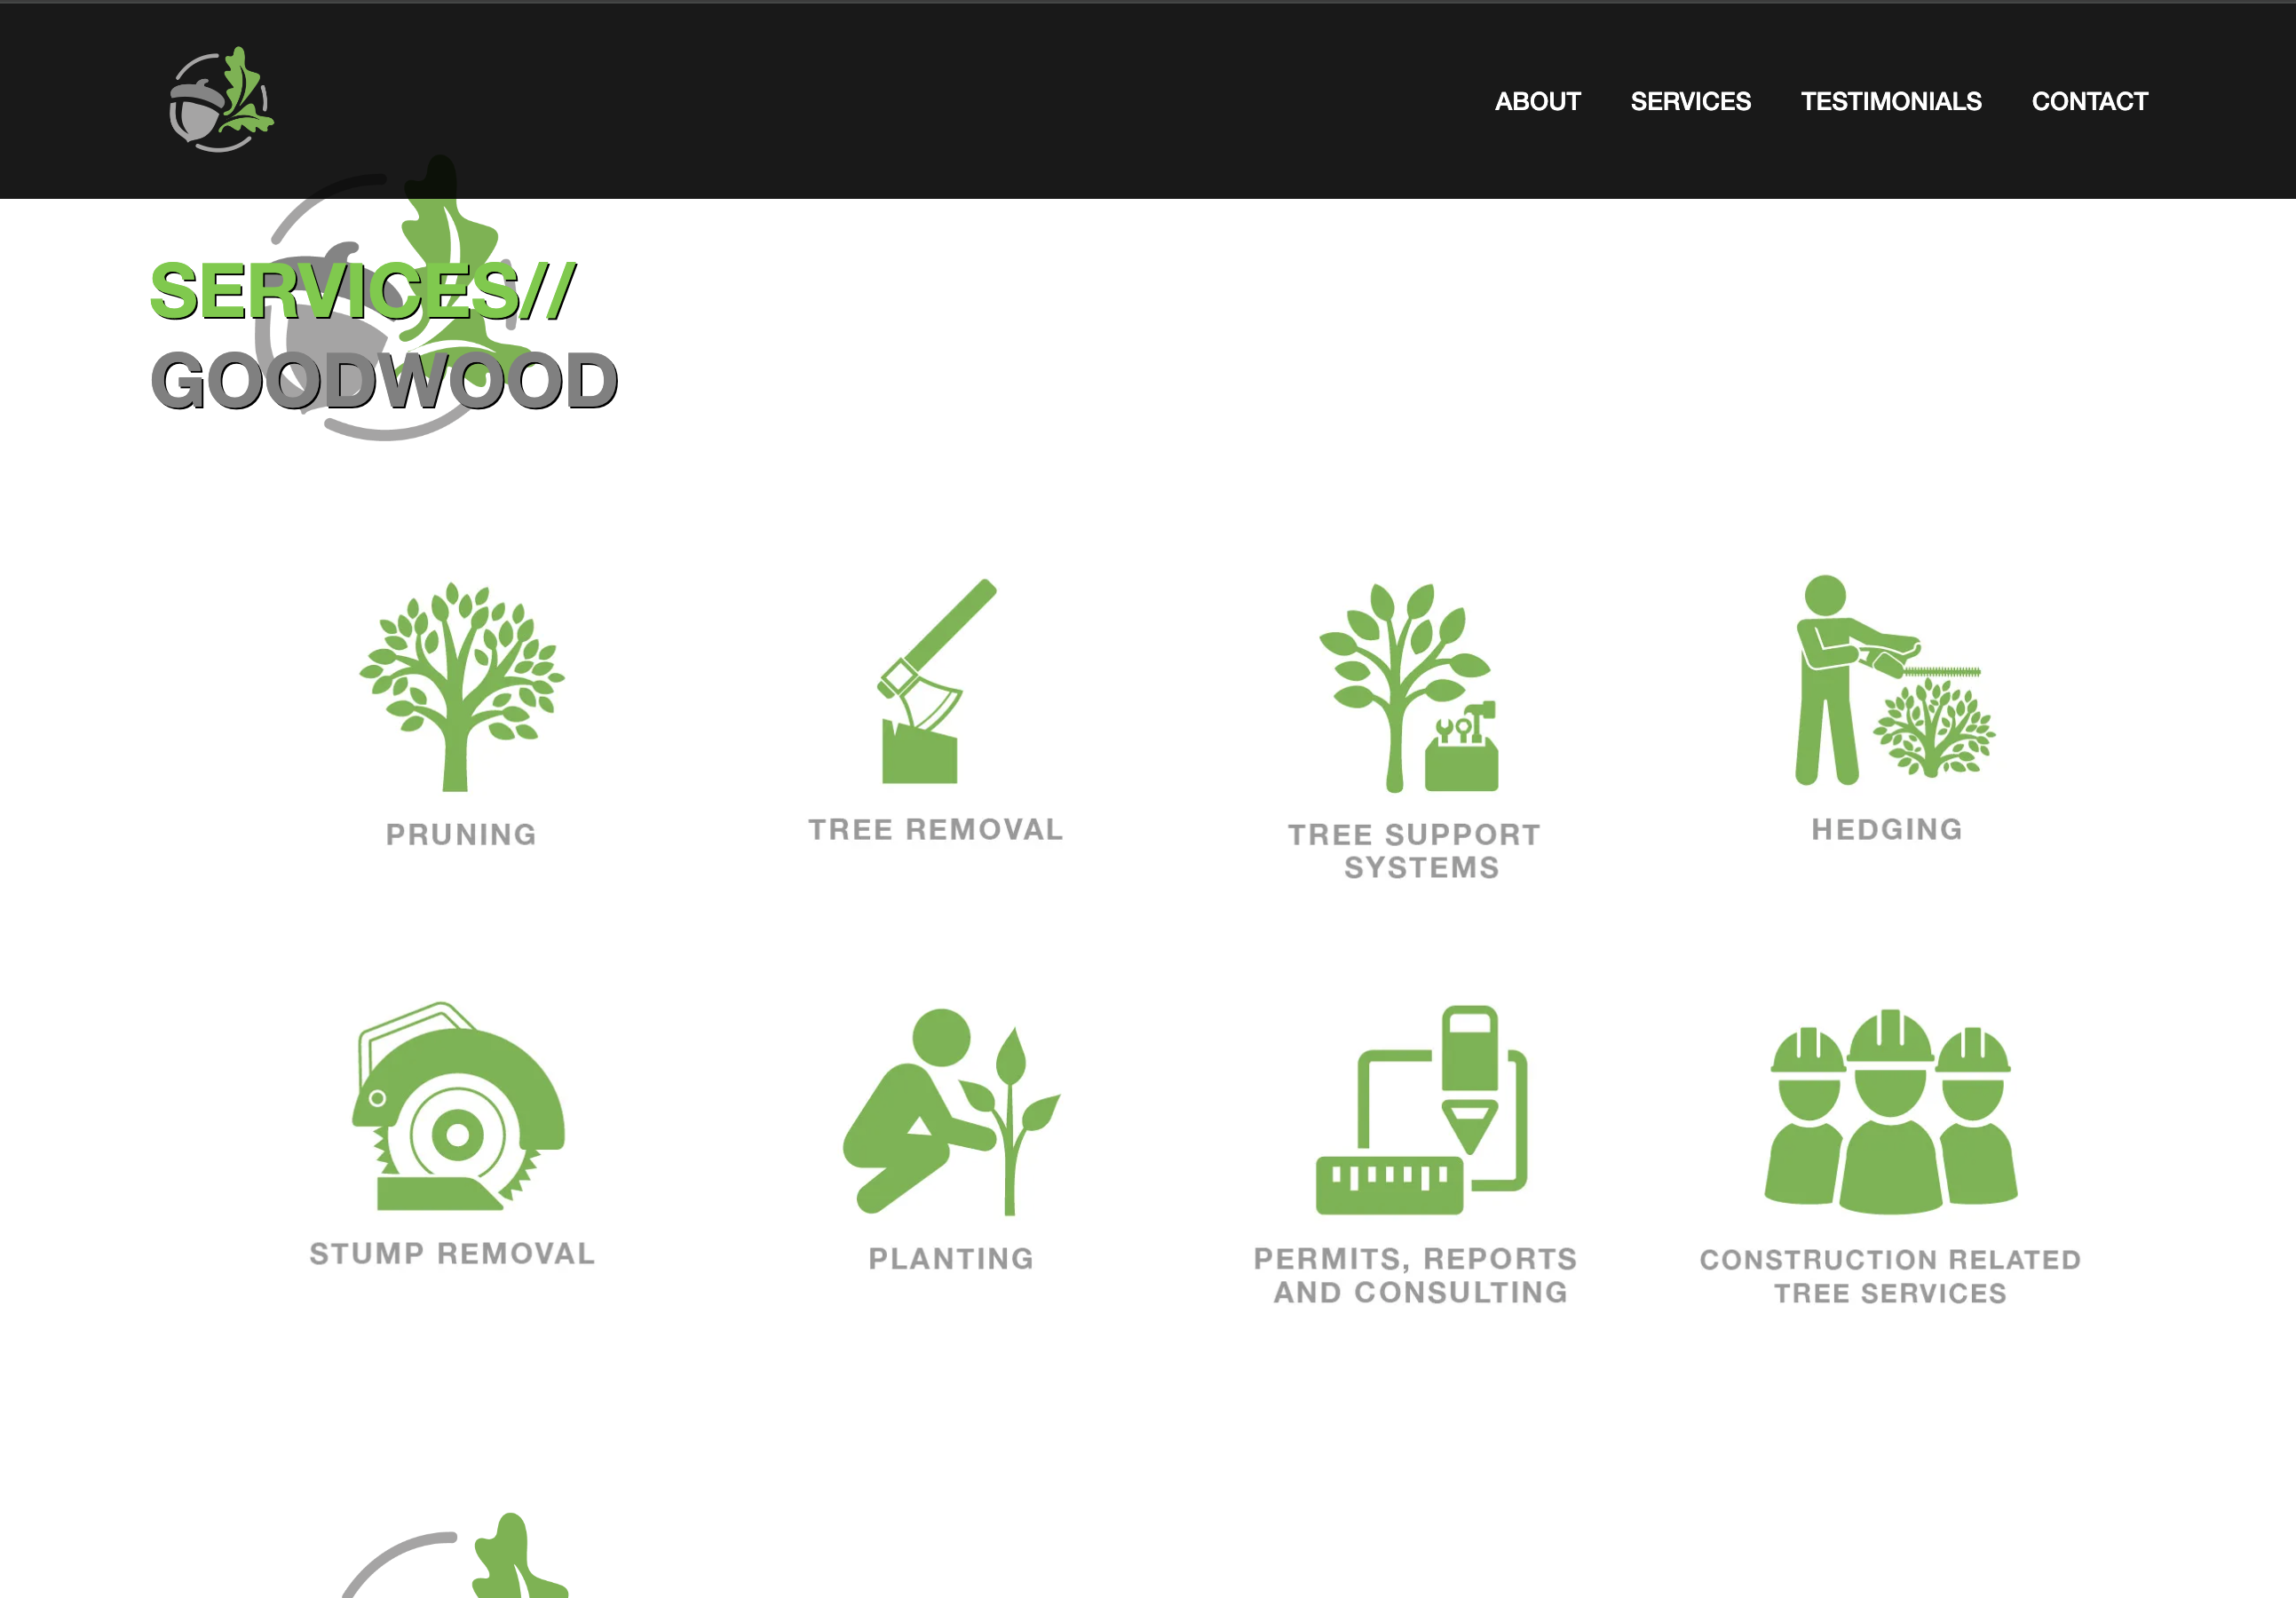 ABOUT SERVICES TESTIMONIALS CONTACT
SERVICES//
GOODWOOD
PRUNING
TREE REMOVAL
TREE SUPPORT
SYSTEMS
HEDGING
STUMP REMOVAL
PLANTING
PERMITS, REPORTS
AND CONSULTING
CONSTRUCTION RELATED
TREE SERVICES